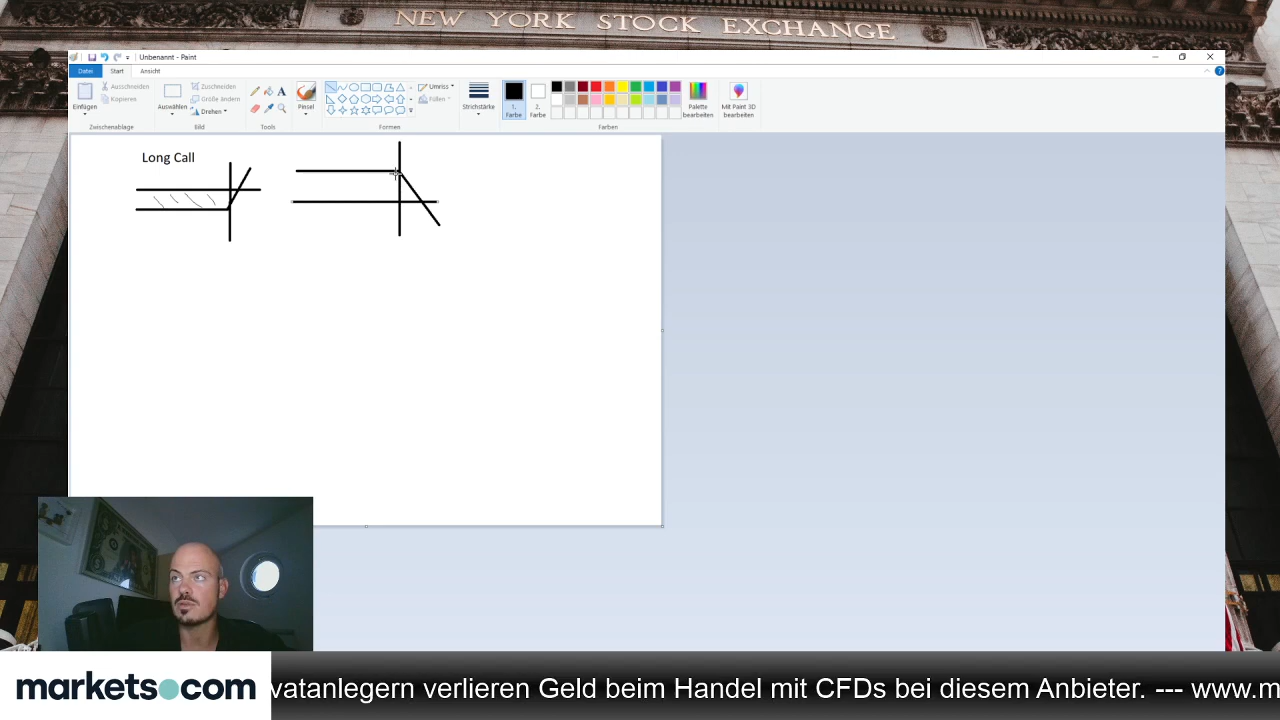 NEW YORK STOCK EXCHANGE
Unbenannt - Paint
Datei Start Ansicht
Einfügen
Ausschneiden
Kopieren
Zwischenablage
Auswählen
Zuschneiden
Größe ändern
Drehen
Bild
Tools
Pinsel
Umriss
Füllen
Formen
Strichstärke
1.
Farbe
2.
Farbe
Palette
bearbeiten
Farben
Mit Paint 3D
bearbeiten
Long Call
markets.com
vatanlegern verlieren Geld beim Handel mit CFDs bei diesem Anbieter. --- www.m